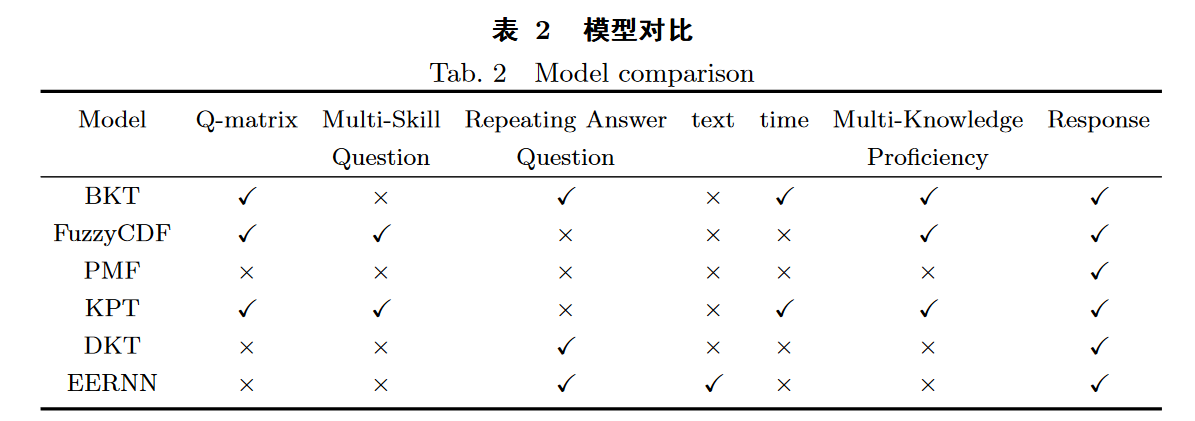 表 2 模型对比
Tab. 2 Model comparison
Model Q-matrix Multi-Skill Repeating Answer text time Multi-Knowledge Response
Question Question Proficiency
BKT ✓ × ✓ × ✓ ✓ ✓
FuzzyCDF ✓ ✓ × × × ✓ ✓
PMF × × × × × × ✓
KPT ✓ ✓ × × ✓ ✓ ✓
DKT × × ✓ × × × ✓
EERNN × × ✓ ✓ × × ✓